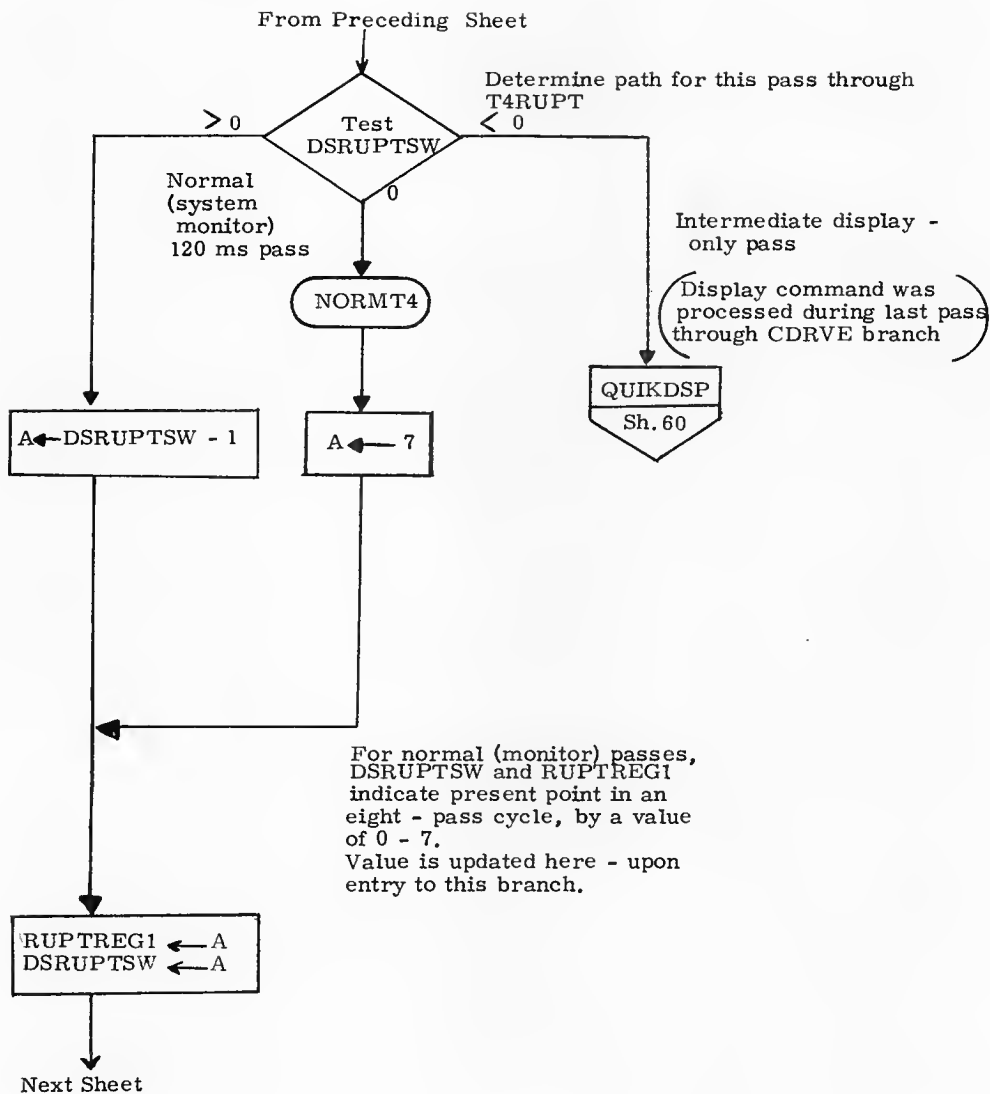 From Preceding Sheet
Determine path for this pass through
T4RUPT
> 0
Test
DSRUPTSW
< 0
0
Normal
(system
monitor)
120 ms pass
Intermediate display -
only pass
NORMT4
(Display command was
processed during last pass
through CDRVE branch)
QUIKDSP
Sh. 60
A ← DSRUPTSW - 1
A ← 7
For normal (monitor) passes,
DSRUPTSW and RUPTREG1
indicate present point in an
eight - pass cycle, by a value
of 0 - 7.
Value is updated here - upon
entry to this branch.
RUPTREG1 ← A
DSRUPTSW ← A
Next Sheet